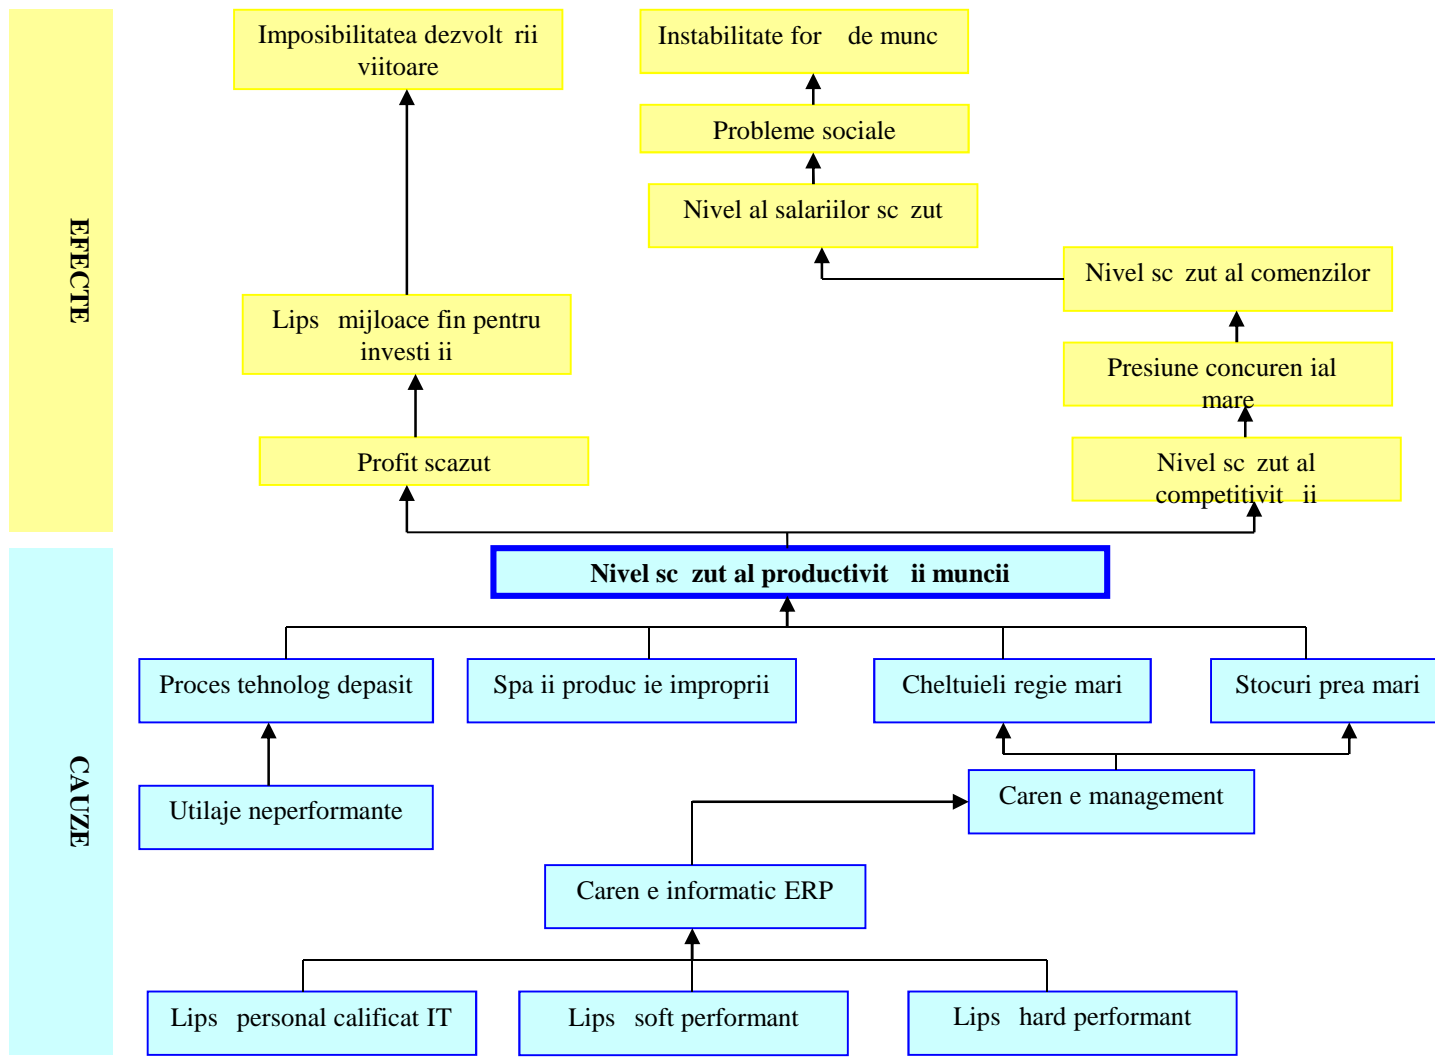 Imposibilitatea dezvolt rii
viitoare
Instabilitate for de munc
Probleme sociale
Nivel al salariilor sc zut
EFECTE
Nivel sc zut al comenzilor
Lips mijloace fin pentru
investi ii
Presiune concuren ial
mare
Profit scazut
Nivel sc zut al
competitivit ii
Nivel sc zut al productivit ii muncii
Proces tehnolog depasit
Spa ii produc ie improprii
Cheltuieli regie mari
Stocuri prea mari
CAUZE
Utilaje neperformante
Caren e management
Caren e informatic ERP
Lips personal calificat IT
Lips soft performant
Lips hard performant